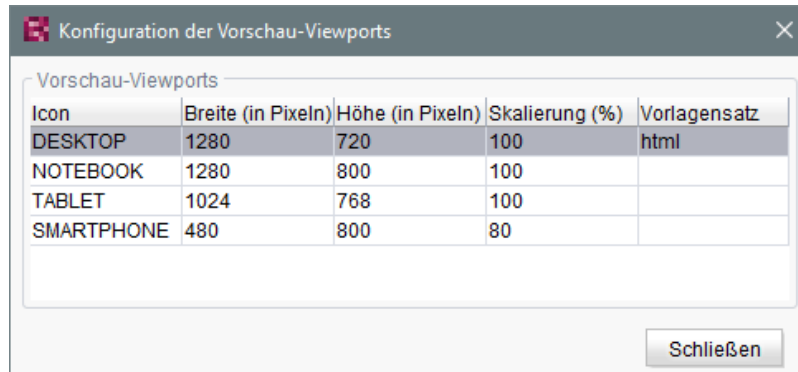 Konfiguration der Vorschau-Viewports
Vorschau-Viewports
Icon Breite (in Pixeln) Höhe (in Pixeln) Skalierung (%) Vorlagensatz
DESKTOP 1280 720 100 html
NOTEBOOK 1280 800 100
TABLET 1024 768 100
SMARTPHONE 480 800 80
Schließen